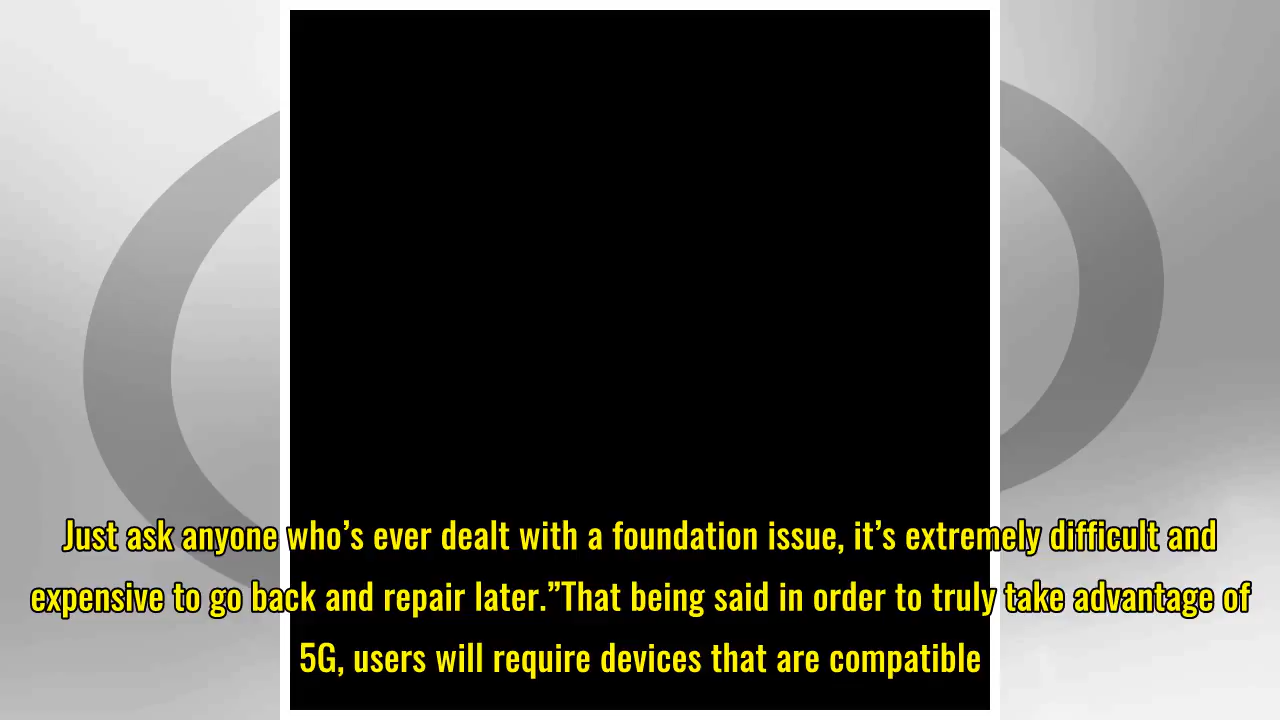 Just ask anyone who’s ever dealt with a foundation issue, it’s extremely difficult and
expensive to go back and repair later.”That being said in order to truly take advantage of
5G, users will require devices that are compatible